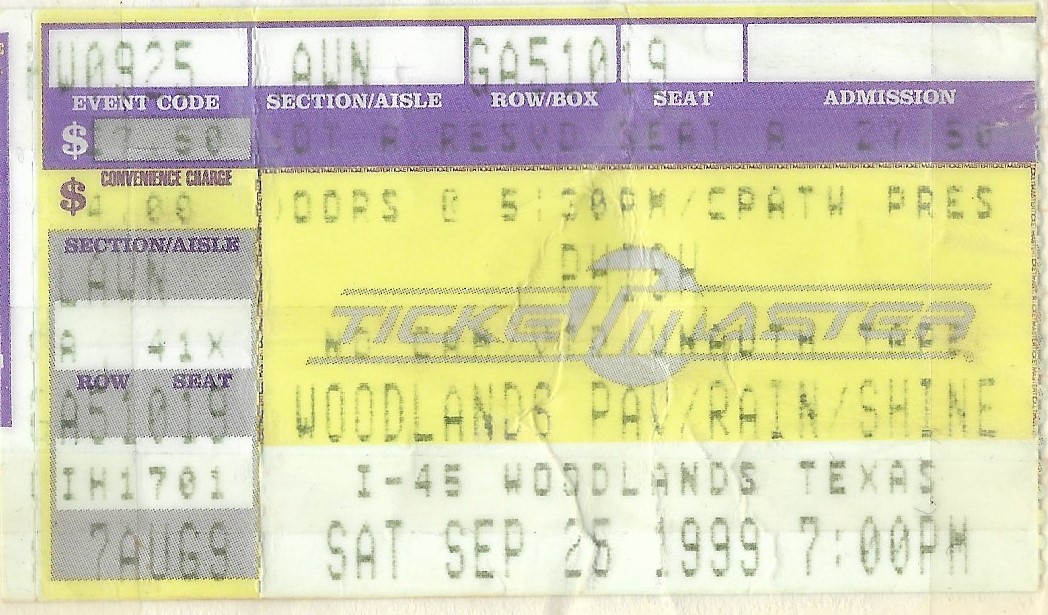 W0925 AWN GA51019
EVENT CODE SECTION/AISLE ROW/BOX SEAT ADMISSION
$ 7.50 RESVD SEAT A 27 50
CONVENIENCE CHARGE
$ 4.00 OORS @ 5:30PM/CPATH PRES
SECTION/AISLE
LAWN
TICKETMASTER
A 41X
WOODLANDS PAV/RAIN/SHINE
ROW SEAT
A51019
IH1701 I-45 WOODLANDS TEXAS
7AUG9 SAT SEP 25 1999 7:00PM